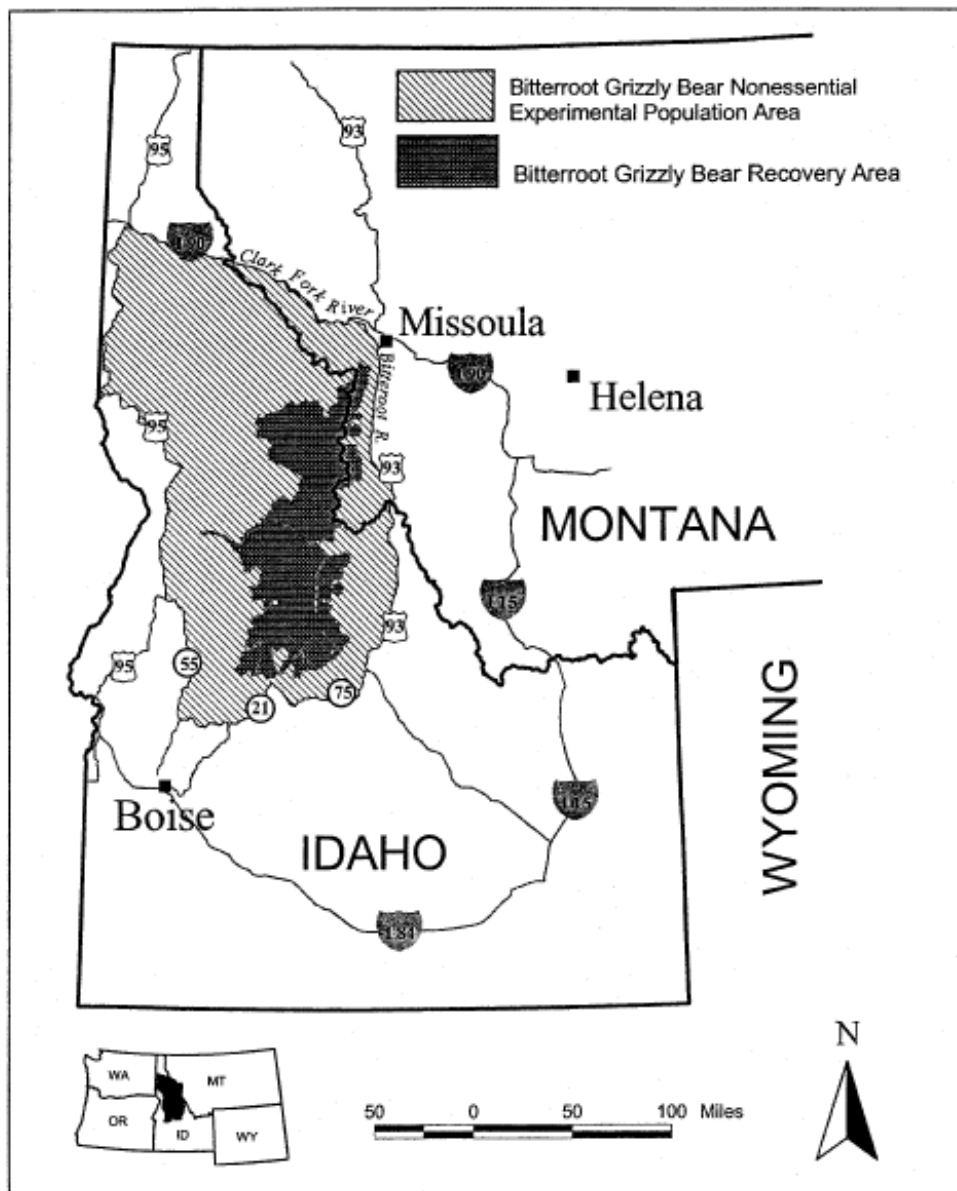 Bitterroot Grizzly Bear Nonessential
Experimental Population Area
Bitterroot Grizzly Bear Recovery Area
93
95
I-90
Clark Fork River
Missoula
I-90
Helena
Bitterroot R.
95
93
MONTANA
I-15
93
55
95
75
21
WYOMING
I-15
Boise
IDAHO
I-84
N
WA
MT
OR
ID
WY
50 0 50 100 Miles